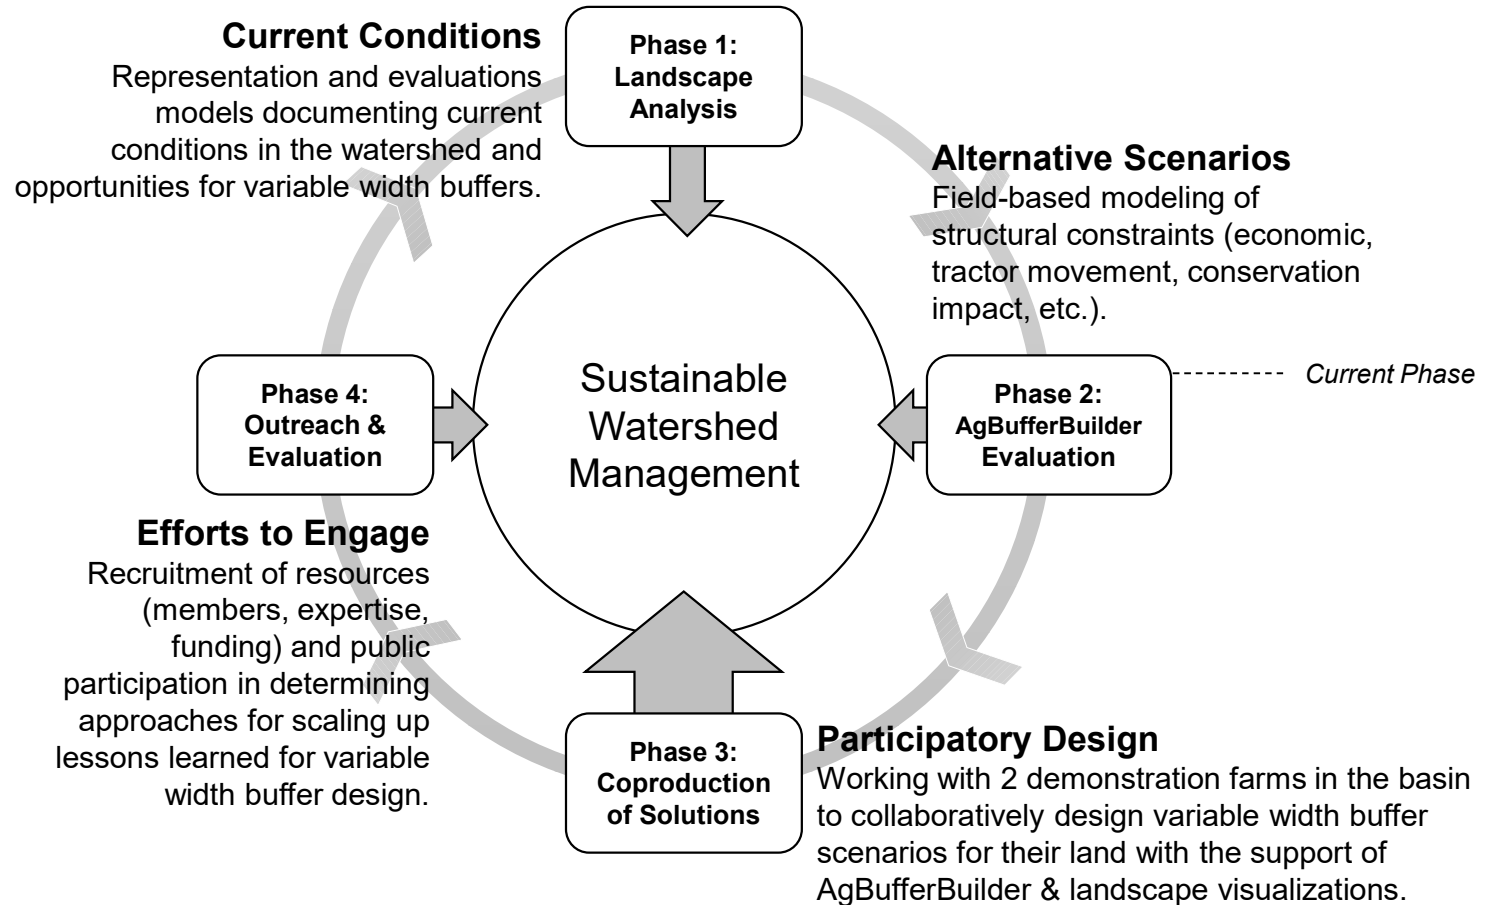 Current Conditions
Representation and evaluations
models documenting current
conditions in the watershed and
opportunities for variable width buffers.
Phase 1:
Landscape
Analysis
Alternative Scenarios
Field-based modeling of
structural constraints (economic,
tractor movement, conservation
impact, etc.).
Phase 4:
Outreach &
Evaluation
Sustainable
Watershed
Management
Phase 2:
AgBufferBuilder
Evaluation
Current Phase
Efforts to Engage
Recruitment of resources
(members, expertise,
funding) and public
participation in determining
approaches for scaling up
lessons learned for variable
width buffer design.
Phase 3:
Coproduction
of Solutions
Participatory Design
Working with 2 demonstration farms in the basin
to collaboratively design variable width buffer
scenarios for their land with the support of
AgBufferBuilder & landscape visualizations.